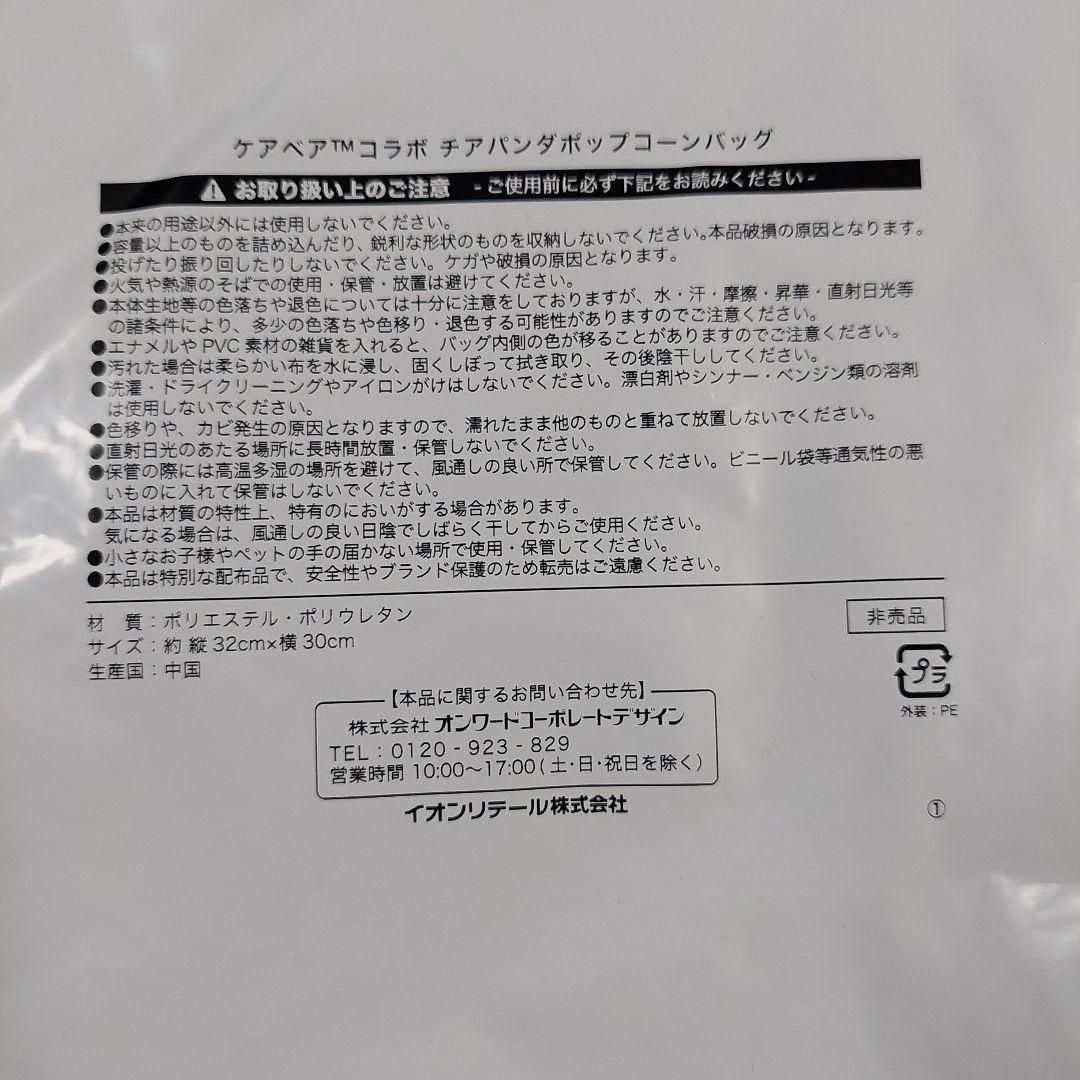 ケアベア™コラボ チアパンダポップコーンバッグ
お取り扱い上のご注意 -ご使用前に必ず下記をお読みください-
●本来の用途以外には使用しないでください。
●容量以上のものを詰め込んだり、鋭利な形状のものを収納しないでください。本品破損の原因となります。
●投げたり振り回したりしないでください。ケガや破損の原因となります。
●火気や熱源のそばでの使用・保管・放置は避けてください。
●本体生地等の色落ちや退色については十分に注意をしておりますが、水・汗・摩擦・昇華・直射日光等
の諸条件により、多少の色落ちや色移り・退色する可能性がありますのでご注意ください。
●エナメルや PVC 素材の雑貨を入れると、バッグ内側の色が移ることがありますのでご注意ください。
●汚れた場合は柔らかい布を水に浸し、固くしぼって拭き取り、その後陰干ししてください。
●洗濯・ドライクリーニングやアイロンがけはしないでください。漂白剤やシンナー・ベンジン類の溶剤
は使用しないでください。
●色移りや、カビ発生の原因となりますので、濡れたまま他のものと重ねて放置しないでください。
●直射日光のあたる場所に長時間放置・保管しないでください。
●保管の際には高温多湿の場所を避けて、風通しの良い所で保管してください。ビニール袋等通気性の悪
いものに入れて保管はしないでください。
●本品は材質の特性上、特有のにおいがする場合があります。
気になる場合は、風通しの良い日陰でしばらく干してからご使用ください。
●小さなお子様やペットの手の届かない場所で使用・保管してください。
●本品は特別な配布品で、安全性やブランド保護のため転売はご遠慮ください。
材　質：ポリエステル・ポリウレタン
サイズ：約 縦 32cm×横 30cm
生産国：中国
非売品
プラ
外装：PE
【本品に関するお問い合わせ先】
株式会社 オンワードコーポレートデザイン
TEL：0120 - 923 - 829
営業時間 10:00〜17:00（土・日・祝日を除く）
イオンリテール株式会社
①